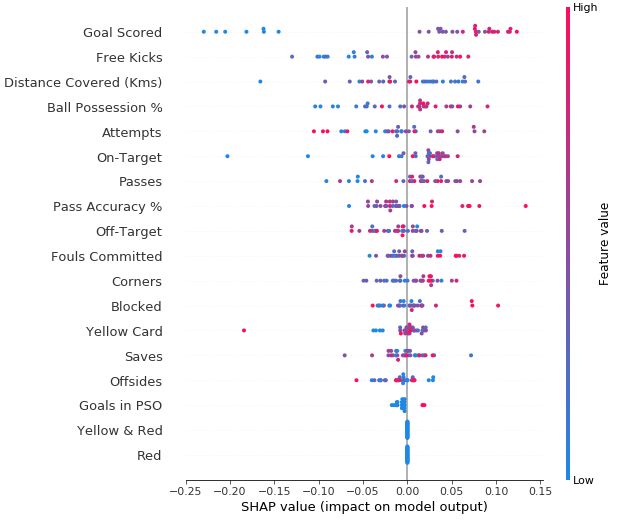 High
Goal Scored
Free Kicks
Distance Covered (Kms)
Ball Possession %
Attempts
On-Target
Passes
Pass Accuracy %
Off-Target
Fouls Committed
Corners
Blocked
Yellow Card
Saves
Offsides
Goals in PSO
Yellow & Red
Red
Feature value
Low
−0.25 −0.20 −0.15 −0.10 −0.05 0.00 0.05 0.10 0.15
SHAP value (impact on model output)